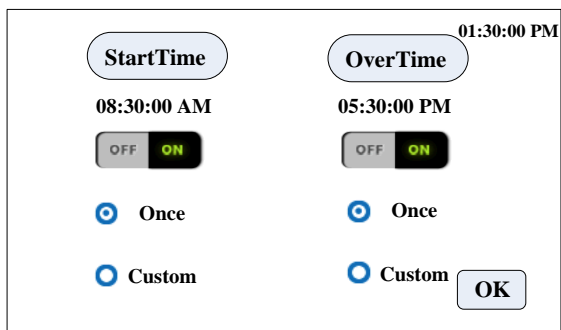 01:30:00 PM
StartTime
OverTime
08:30:00 AM
05:30:00 PM
OFF ON
OFF ON
Once
Once
Custom
Custom
OK